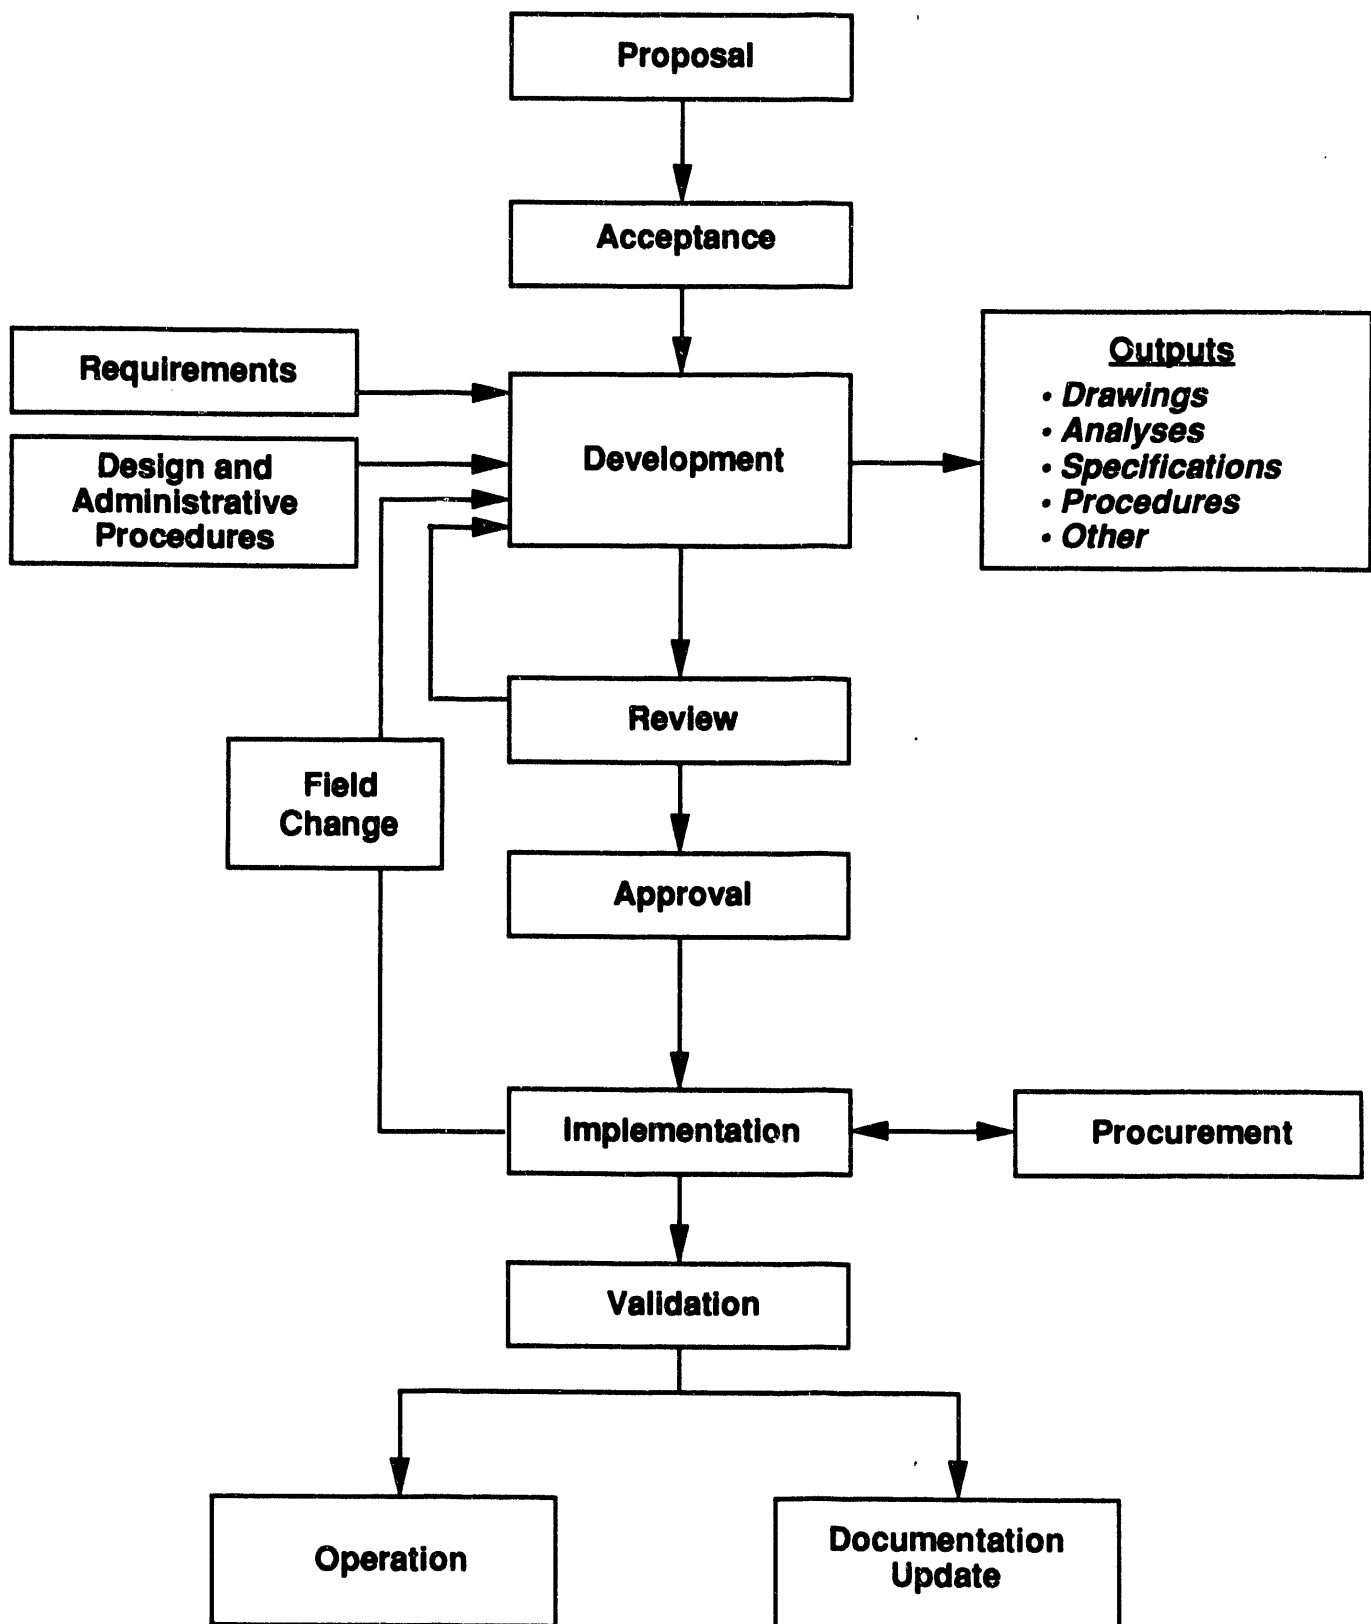 Proposal
Acceptance
Requirements
Design and
Administrative
Procedures
Development
Outputs
• Drawings
• Analyses
• Specifications
• Procedures
• Other
Review
Field
Change
Approval
Implementation
Procurement
Validation
Operation
Documentation
Update